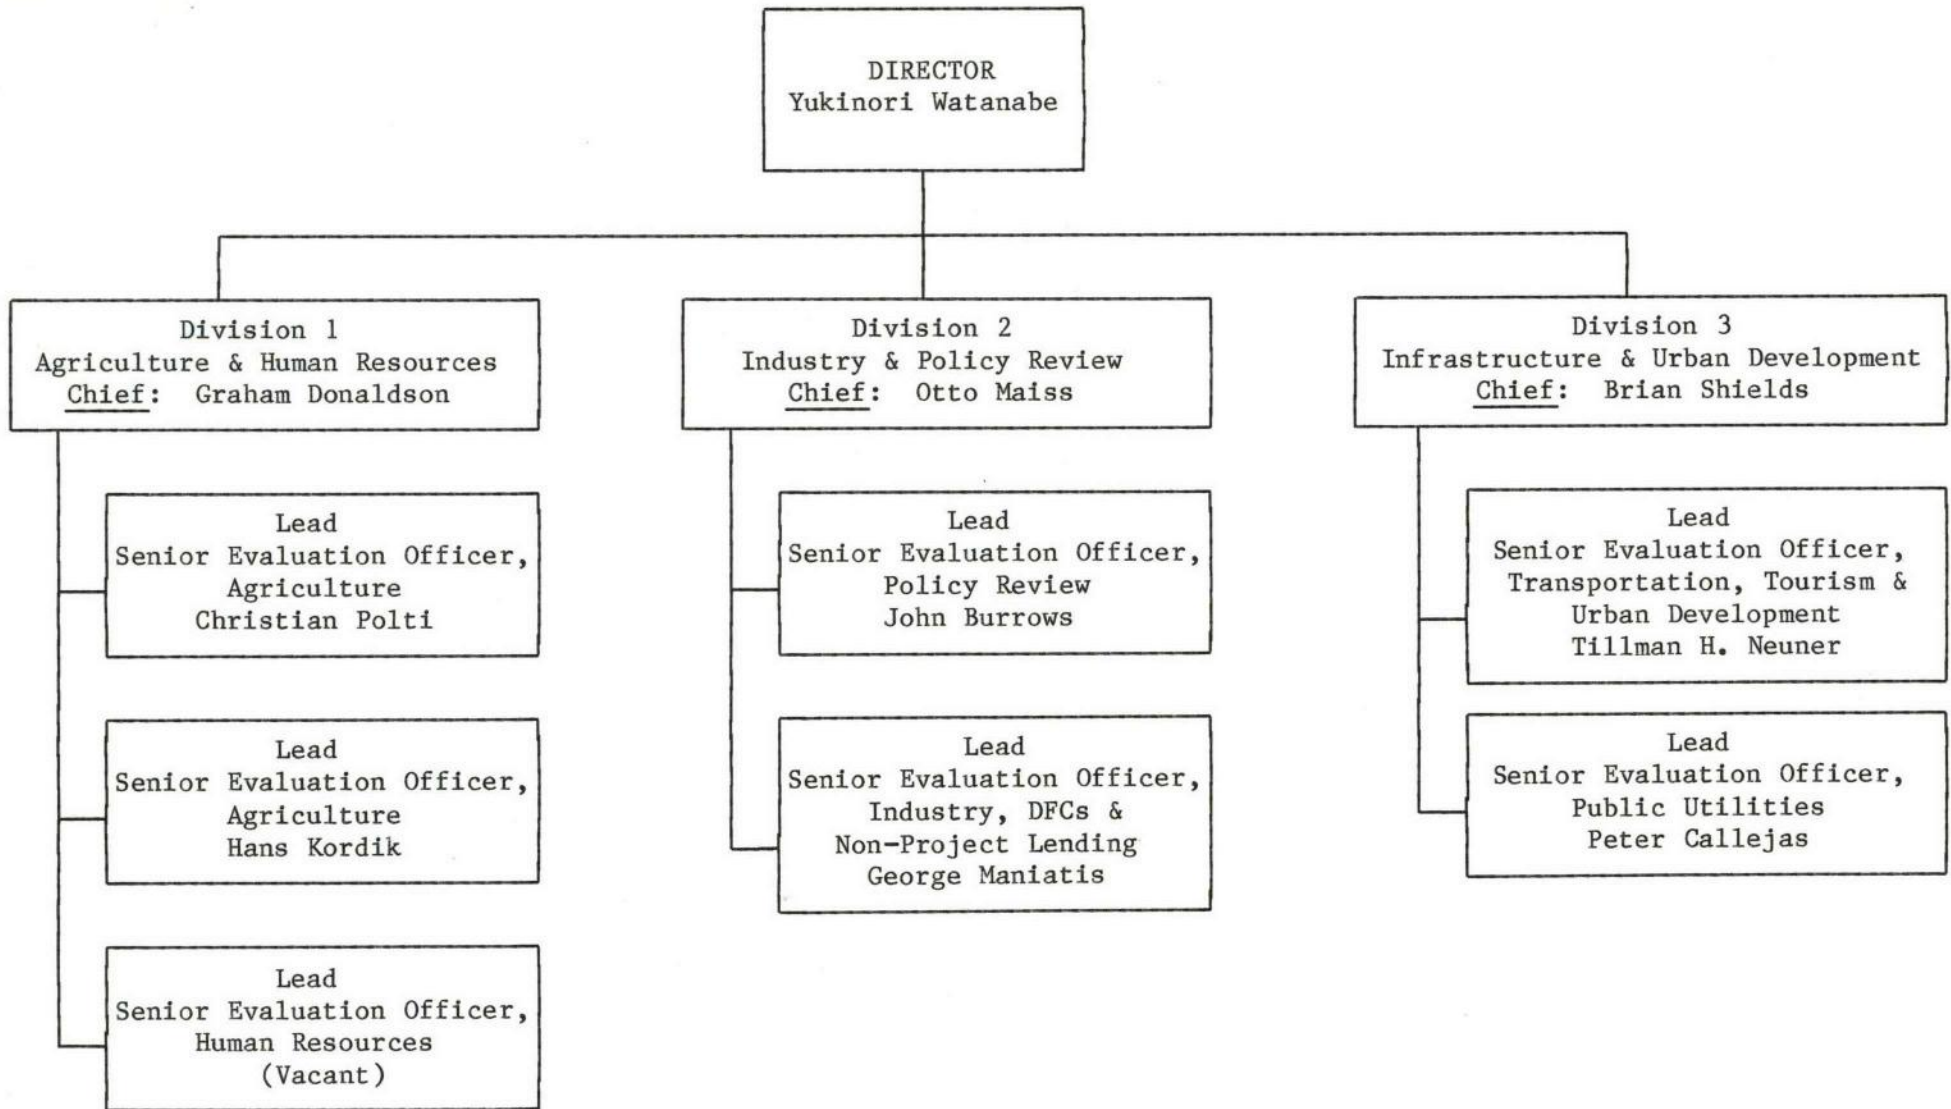 DIRECTOR
Yukinori Watanabe
Division 1
Agriculture & Human Resources
Chief: Graham Donaldson
Lead
Senior Evaluation Officer,
Agriculture
Christian Polti
Lead
Senior Evaluation Officer,
Agriculture
Hans Kordik
Lead
Senior Evaluation Officer,
Human Resources
(Vacant)
Division 2
Industry & Policy Review
Chief: Otto Maiss
Lead
Senior Evaluation Officer,
Policy Review
John Burrows
Lead
Senior Evaluation Officer,
Industry, DFCs &
Non-Project Lending
George Maniatis
Division 3
Infrastructure & Urban Development
Chief: Brian Shields
Lead
Senior Evaluation Officer,
Transportation, Tourism &
Urban Development
Tillman H. Neuner
Lead
Senior Evaluation Officer,
Public Utilities
Peter Callejas